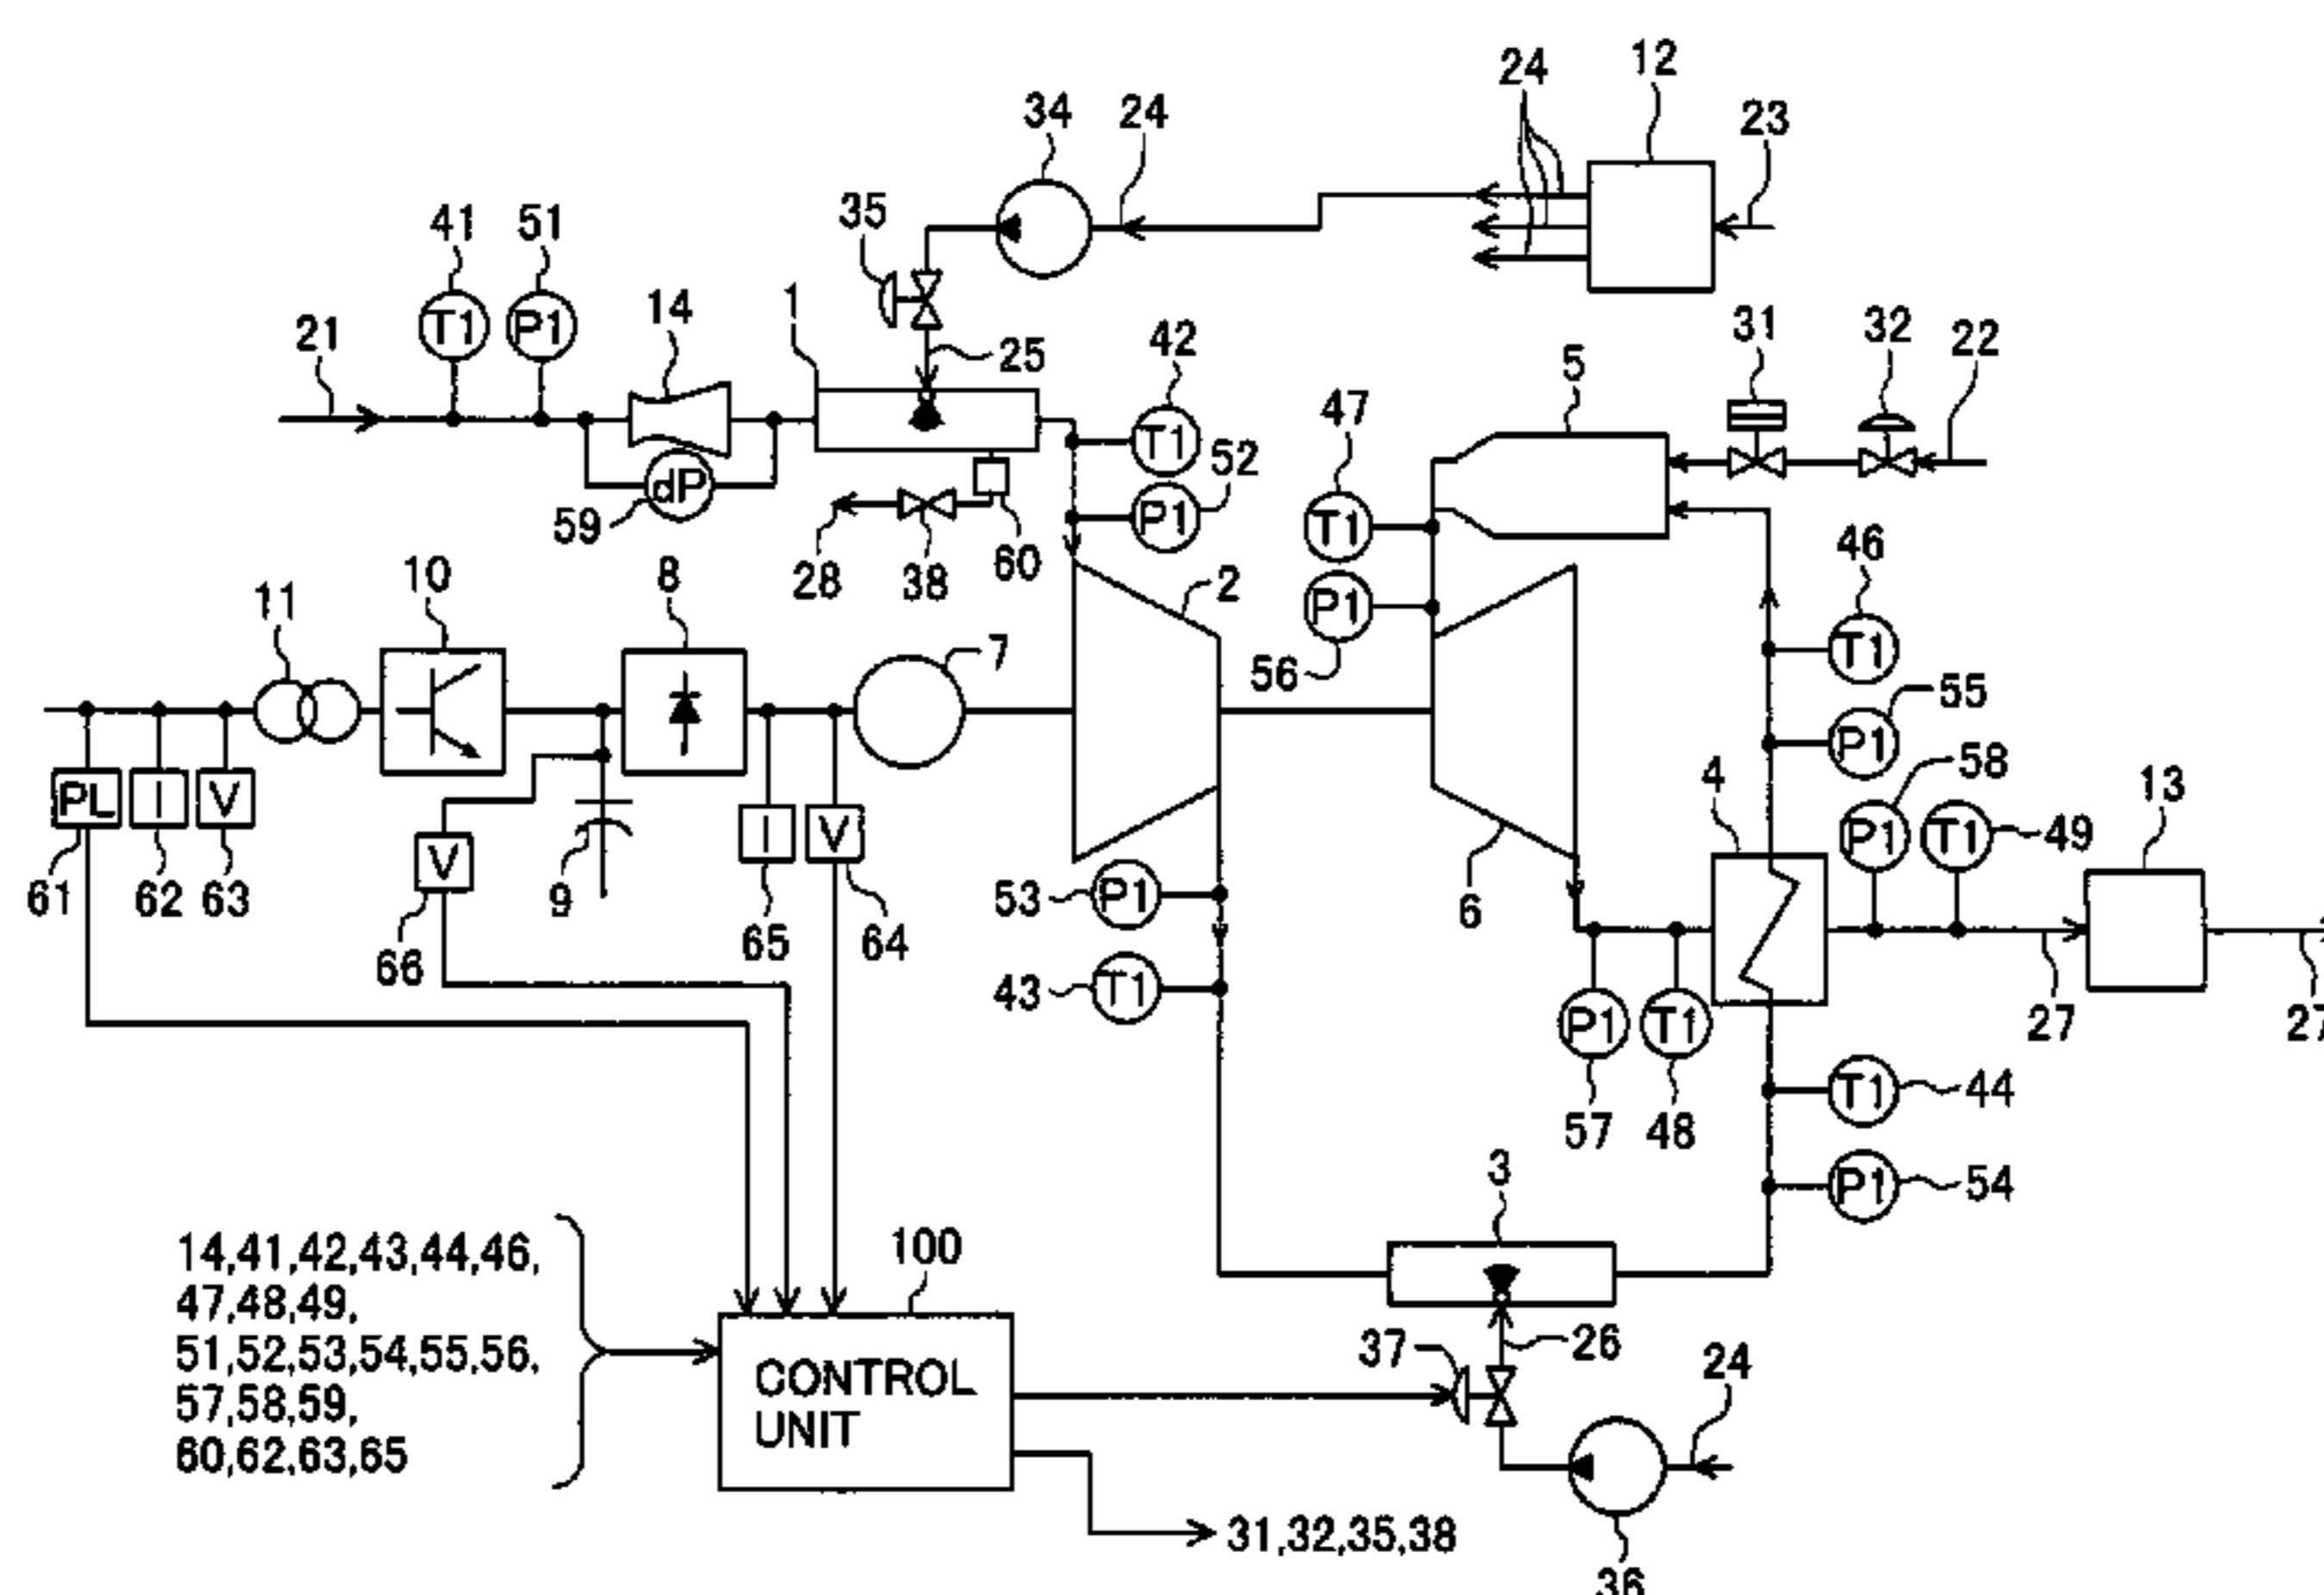 24 12
34 24 23
35
41 51
14 1 31 32
21 25 42 5 22
47
T1 P1
T1 52
dP P1
59 T1
28 38 60 46
10 8 2 P1
11 7 56 T1
55
P1
58
PL I V 4 13
I V P1 T1 49
V
61 62 63 9 53 P1 6
66 65 64
43 T1
P1 T1 27 27
T1 44
57 48
3 P1 54
100
14,41,42,43,44,46,
47,48,49,
51,52,53,54,55,56,
57,58,59,
60,62,63,65
CONTROL
UNIT
37 26 24
31,32,35,38
36